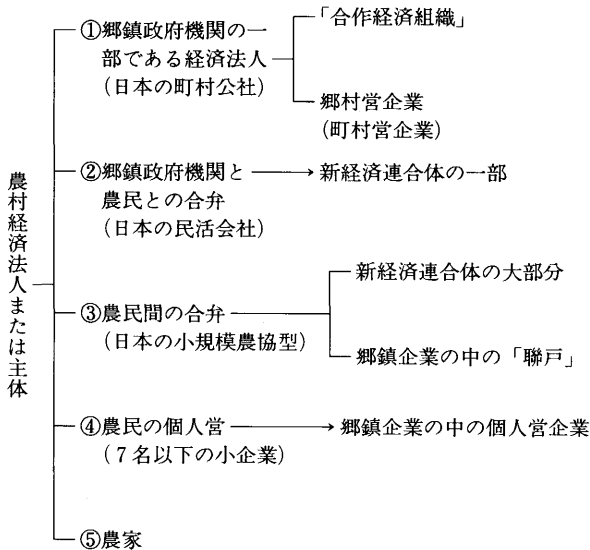 農村経済法人または主体
①郷鎮政府機関の一
部である経済法人
(日本の町村公社)
「合作経済組織」
郷村営企業
(町村営企業)
②郷鎮政府機関と
農民との合弁
(日本の民活会社)
新経済連合体の一部
③農民間の合弁
(日本の小規模農協型)
新経済連合体の大部分
郷鎮企業の中の「聯戸」
④農民の個人営
(7名以下の小企業)
郷鎮企業の中の個人営企業
⑤農家